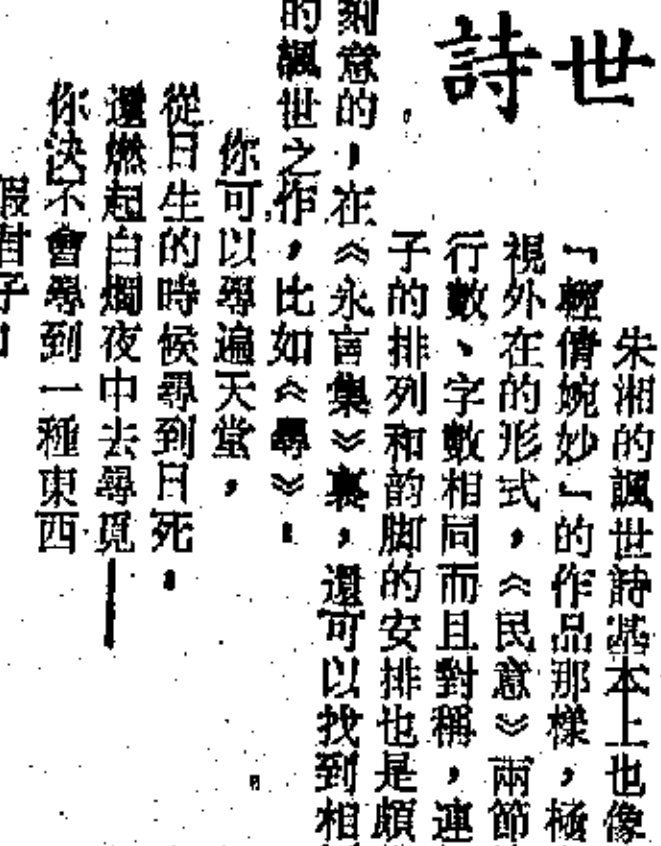 世
詩
朱湘的諷世詩基本上也像
「輕倩婉妙」的作品那樣，極
視外在的形式，《民意》兩節
行數、字數相同而且對稱，連
子的排列和韵脚的安排也是頗
刻意的，在《永言集》裏，還可以找到相
的諷世之作，比如《尋》：
你可以尋遍天堂，
從日生的時候尋到日死，
還燃起白燭夜中去尋覓——
你決不會尋到一種東西
假君子！